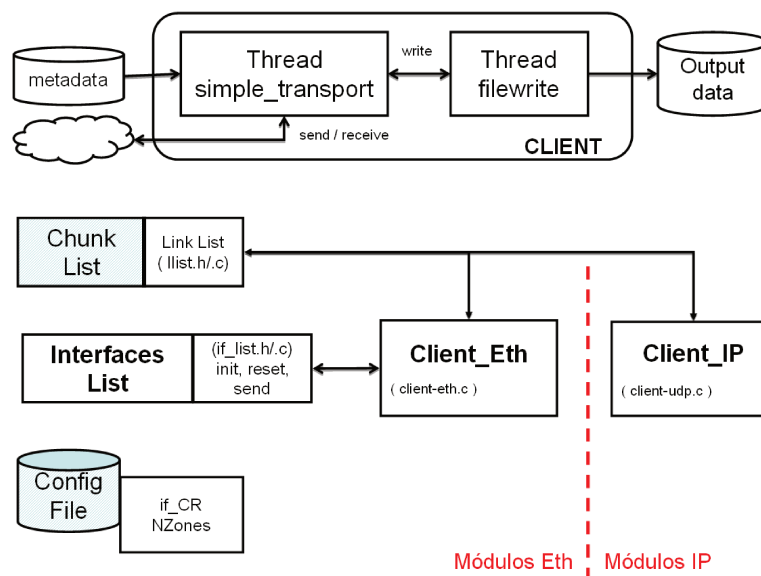 metadata
Thread
simple_transport
write
Thread
filewrite
Output
data
send / receive
CLIENT
Chunk
List
Link List
( llist.h/.c)
Interfaces
List
(if_list.h/.c)
init, reset,
send
Client_Eth
( client-eth.c )
Client_IP
( client-udp.c )
Config
File
if_CR
NZones
Módulos Eth
Módulos IP